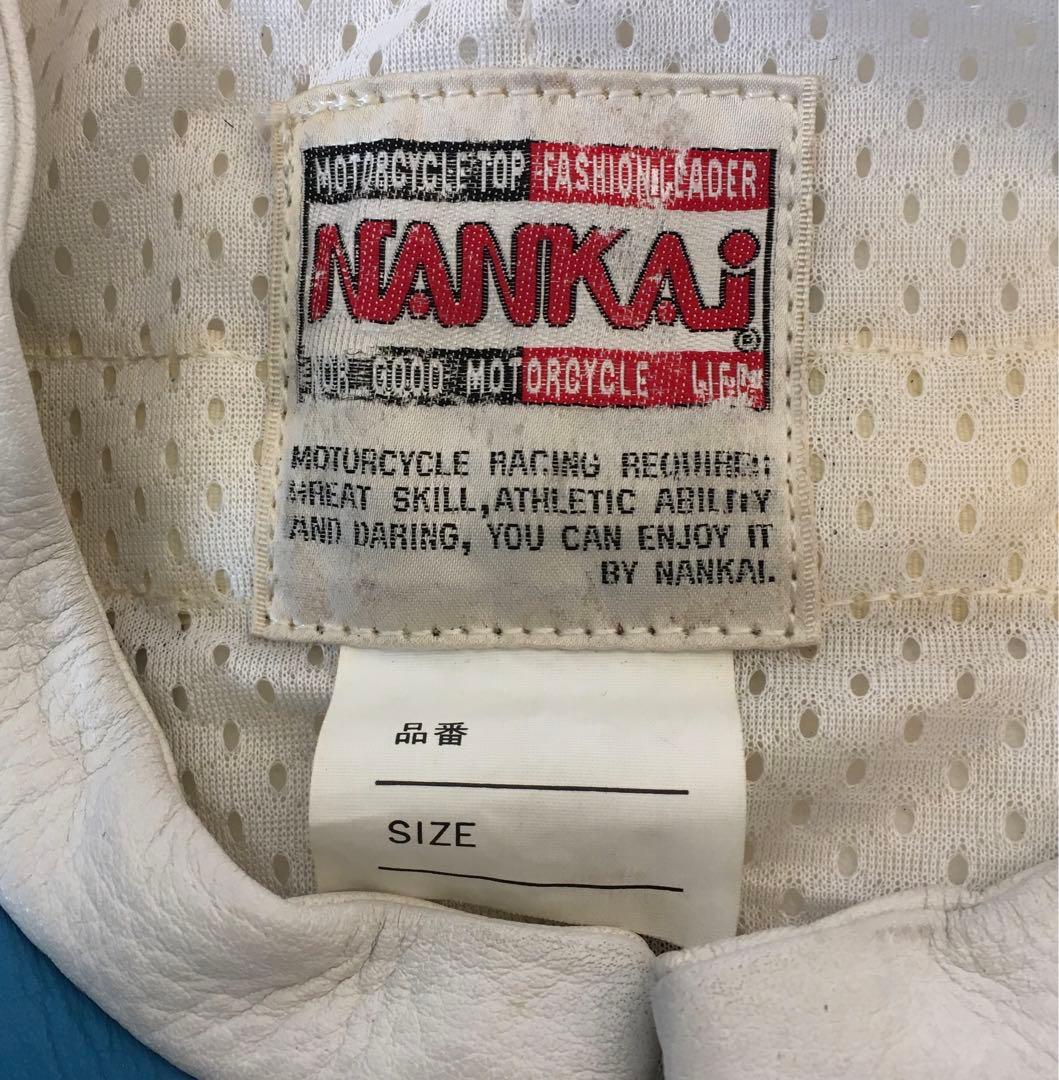 MOTORCYCLE TOP FASHION LEADER
NANKAi
®
FOR GOOD MOTORCYCLE LIFE
MOTORCYCLE RACING REQUIRES
GREAT SKILL, ATHLETIC ABILITY
AND DARING, YOU CAN ENJOY IT
BY NANKAI.
品番
SIZE